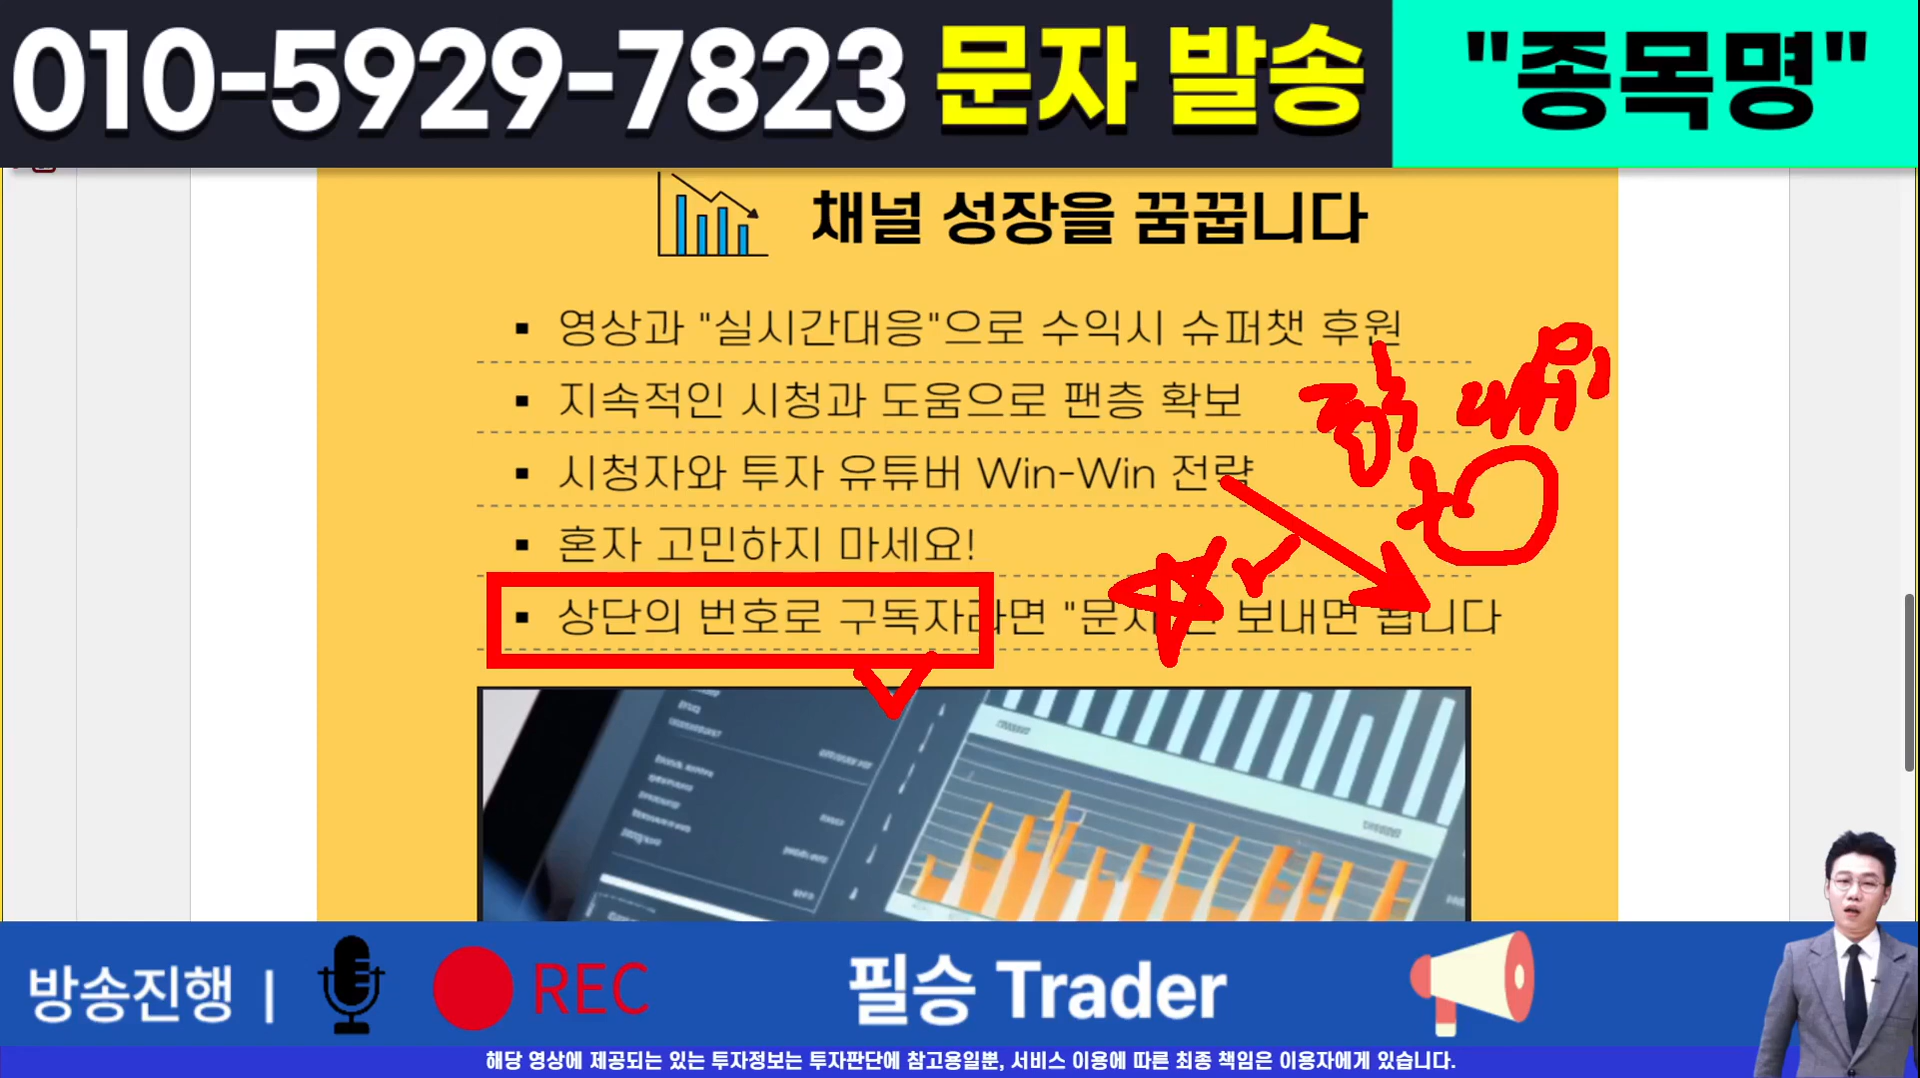 010-5929-7823 문자 발송 "종목명"
채널 성장을 꿈꿉니다
▪ 영상과 "실시간대응"으로 수익시 슈퍼챗 후원
▪ 지속적인 시청과 도움으로 팬층 확보
▪ 시청자와 투자 유튜버 Win-Win 전략
▪ 혼자 고민하지 마세요!
▪ 상단의 번호로 구독자라면 "문자" 보내면 됩니다
방송진행 | REC 필승 Trader
해당 영상에 제공되는 있는 투자정보는 투자판단에 참고용일뿐, 서비스 이용에 따른 최종 책임은 이용자에게 있습니다.